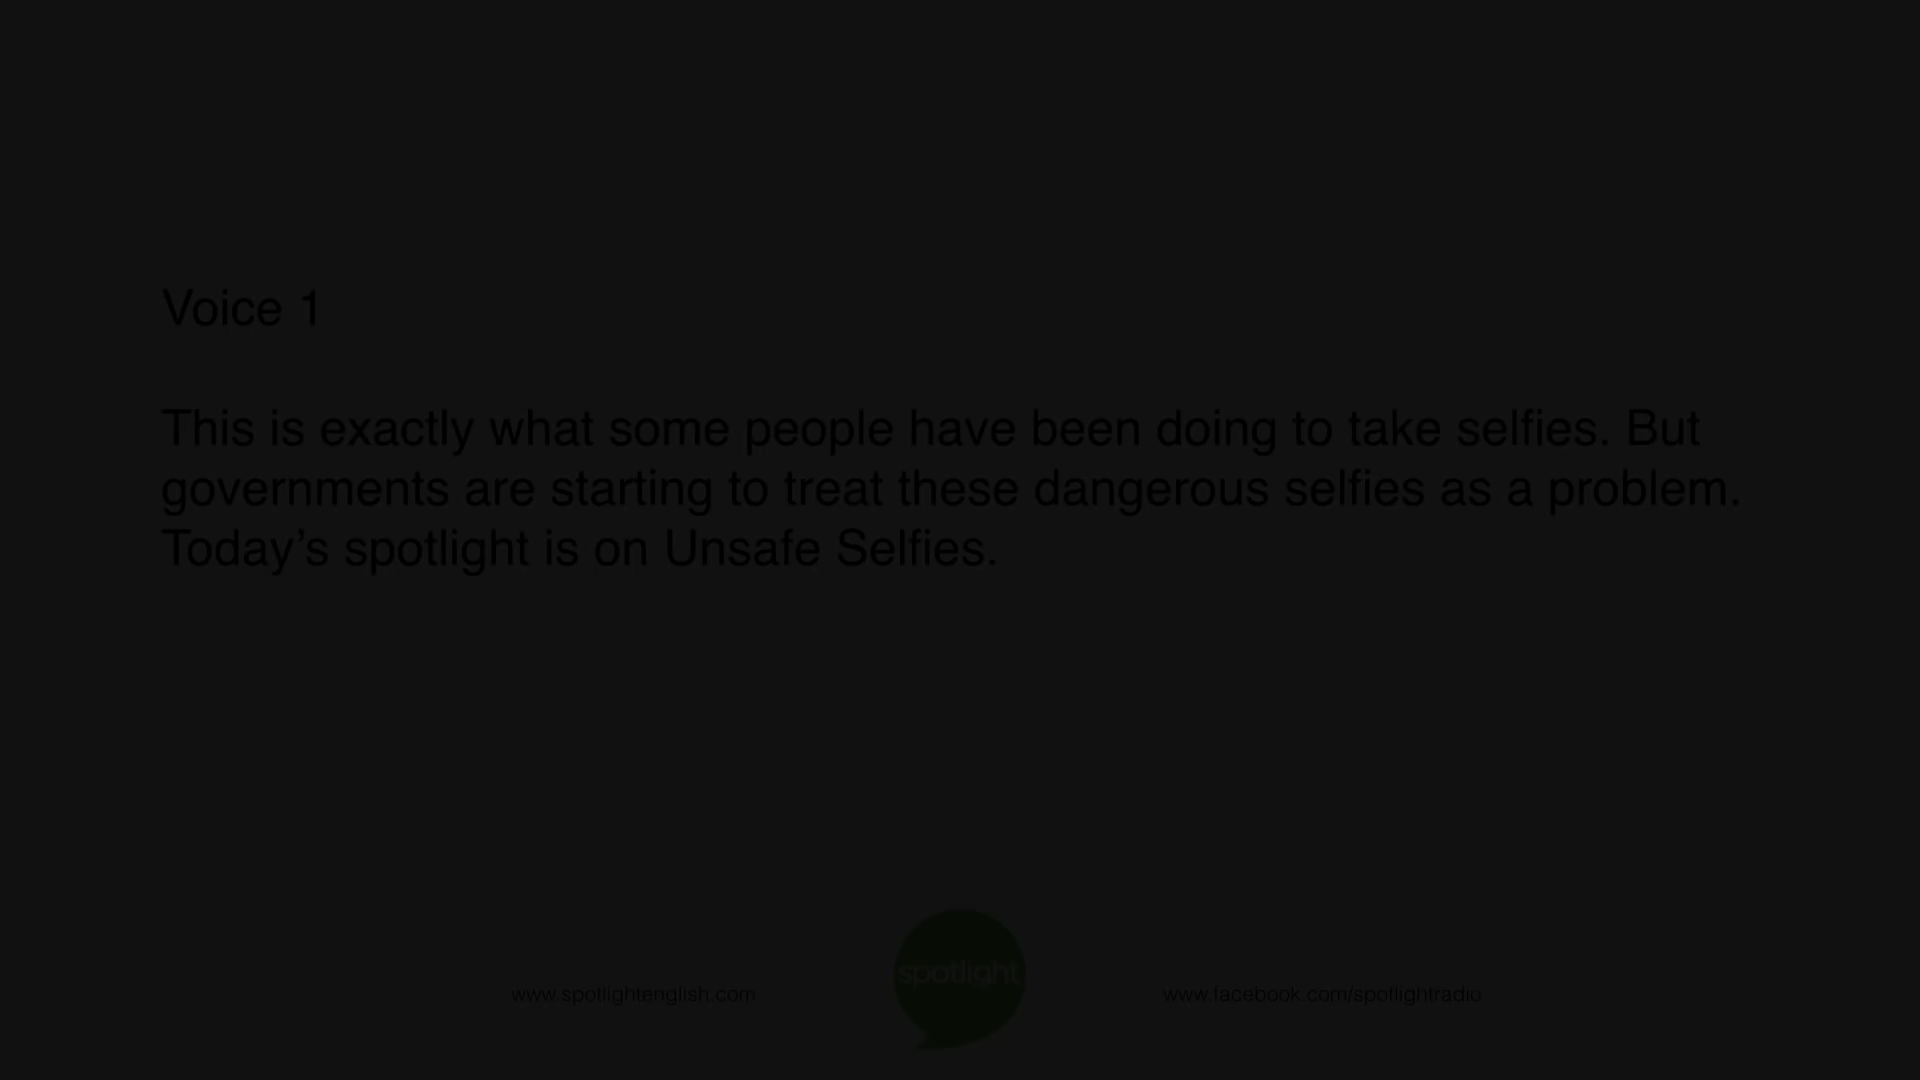 Voice 1
This is exactly what some people have been doing to take selfies. But
governments are starting to treat these dangerous selfies as a problem.
Today’s spotlight is on Unsafe Selfies.
spotlight
www.spotlightenglish.com
www.facebook.com/spotlightradio